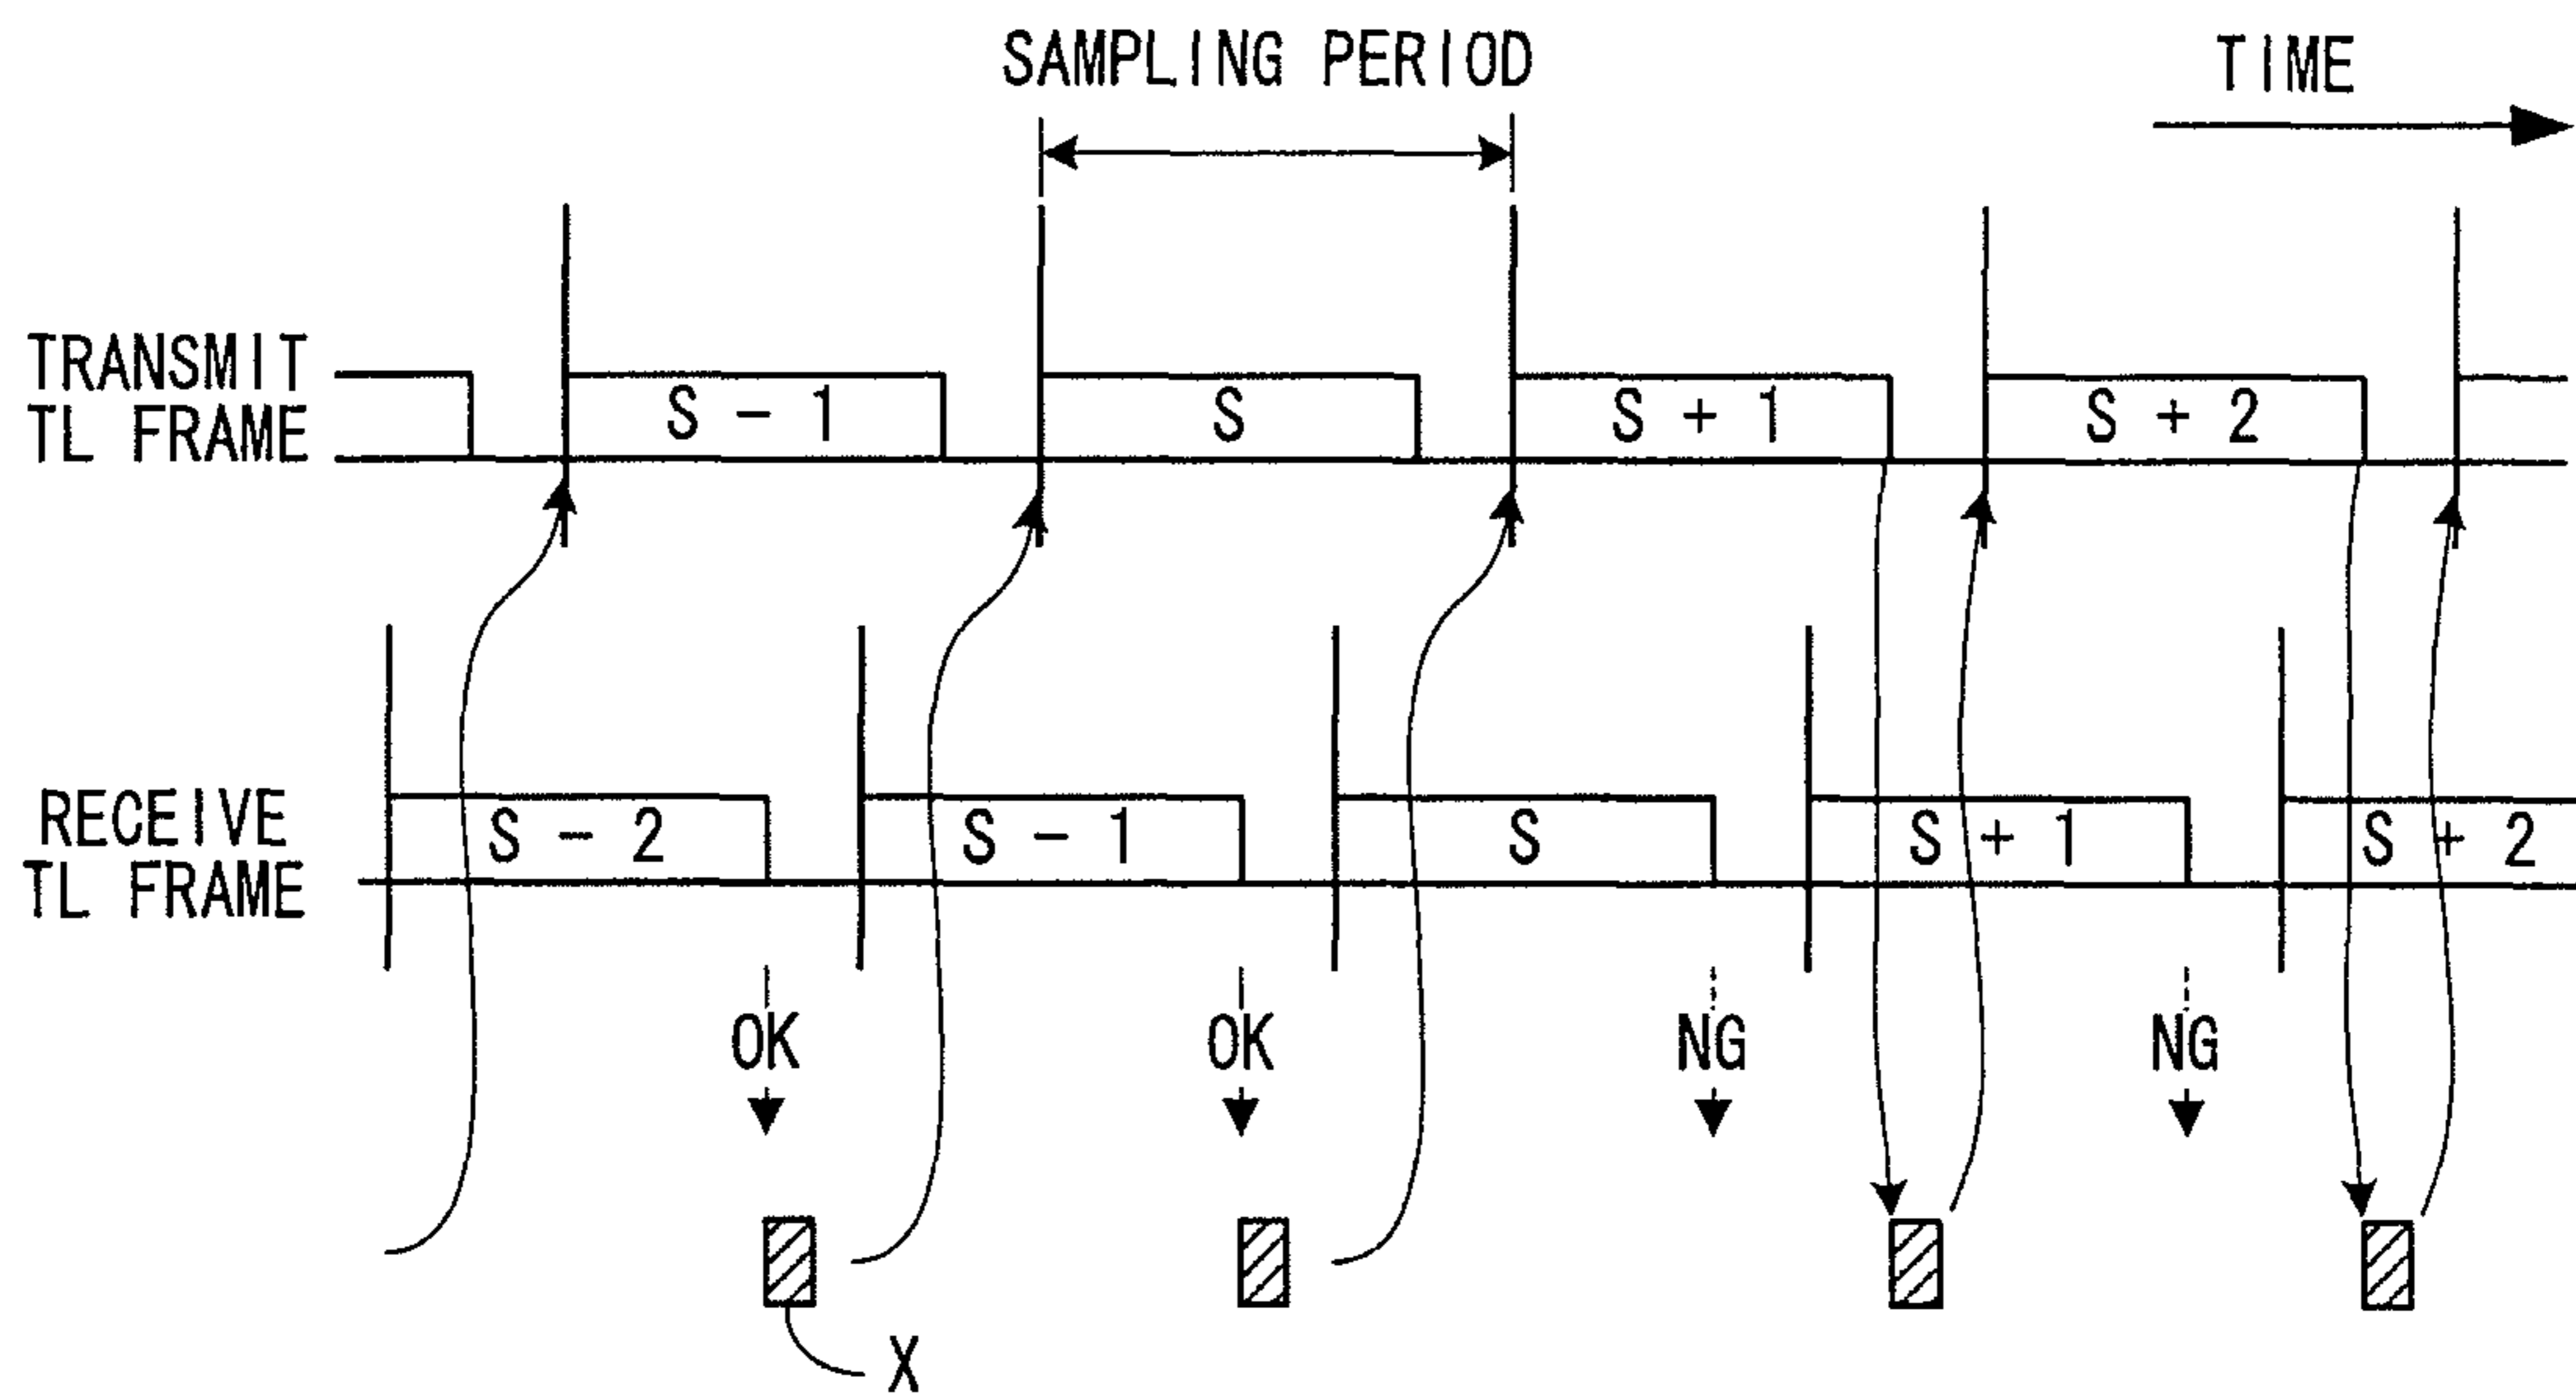 SAMPLING PERIOD
TIME
TRANSMIT
TL FRAME
S - 1
S
S + 1
S + 2
RECEIVE
TL FRAME
S - 2
S - 1
S
S + 1
S + 2
OK
OK
NG
NG
X